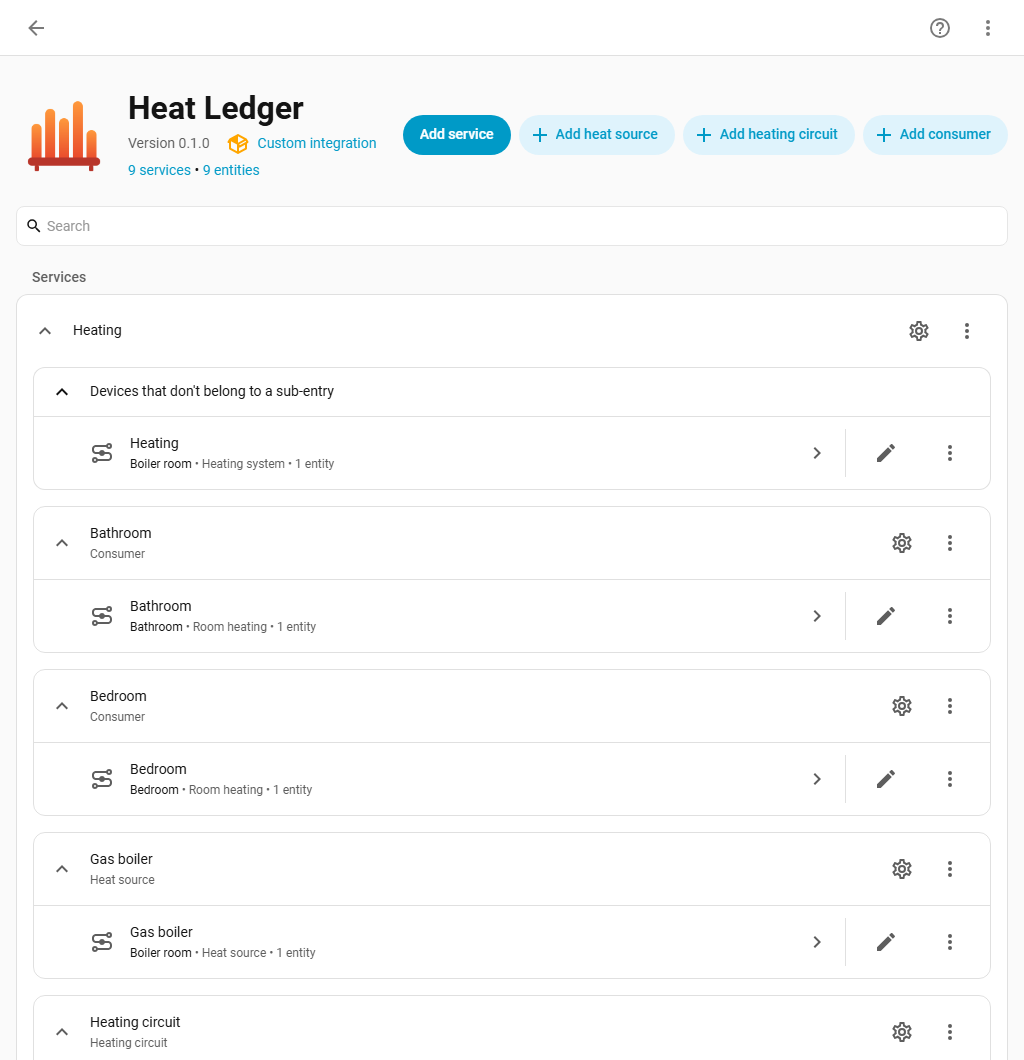 Heat Ledger
Version 0.1.0 Custom integration
9 services • 9 entities
Add service
Add heat source
Add heating circuit
Add consumer
Search
Services
Heating
Devices that don't belong to a sub-entry
Heating
Boiler room • Heating system • 1 entity
Bathroom
Consumer
Bathroom
Bathroom • Room heating • 1 entity
Bedroom
Consumer
Bedroom
Bedroom • Room heating • 1 entity
Gas boiler
Heat source
Gas boiler
Boiler room • Heat source • 1 entity
Heating circuit
Heating circuit